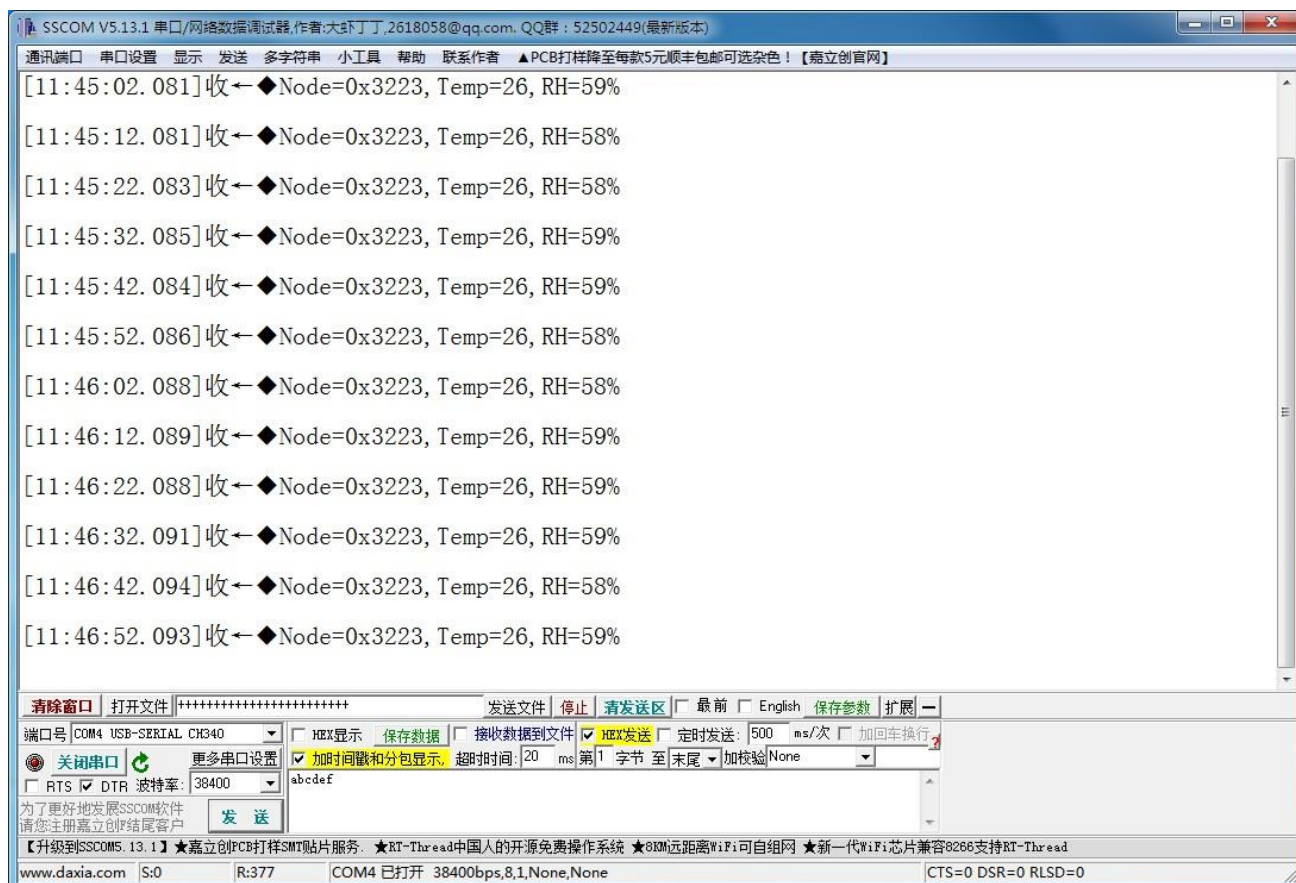 SSCOM V5.13.1 串口/网络数据调试器,作者:大虾丁丁,2618058@qq.com. QQ群：52502449(最新版本)
通讯端口 串口设置 显示 发送 多字符串 小工具 帮助 联系作者 ▲PCB打样降至每款5元顺丰包邮可选杂色！【嘉立创官网】
[11:45:02.081]收←◆Node=0x3223,Temp=26,RH=59%
[11:45:12.081]收←◆Node=0x3223,Temp=26,RH=58%
[11:45:22.083]收←◆Node=0x3223,Temp=26,RH=58%
[11:45:32.085]收←◆Node=0x3223,Temp=26,RH=59%
[11:45:42.084]收←◆Node=0x3223,Temp=26,RH=59%
[11:45:52.086]收←◆Node=0x3223,Temp=26,RH=58%
[11:46:02.088]收←◆Node=0x3223,Temp=26,RH=58%
[11:46:12.089]收←◆Node=0x3223,Temp=26,RH=59%
[11:46:22.088]收←◆Node=0x3223,Temp=26,RH=59%
[11:46:32.091]收←◆Node=0x3223,Temp=26,RH=59%
[11:46:42.094]收←◆Node=0x3223,Temp=26,RH=58%
[11:46:52.093]收←◆Node=0x3223,Temp=26,RH=59%
清除窗口 打开文件 ++++++++++++++++++++++++ 发送文件 停止 清发送区 最前 English 保存参数 扩展 —
端口号 COM4 USB-SERIAL CH340 HEX显示 保存数据 接收数据到文件 HEX发送 定时发送: 500 ms/次 加回车换行 ?
关闭串口 更多串口设置 加时间戳和分包显示, 超时时间: 20 ms 第1 字节 至 末尾 加校验 None
RTS DTR 波特率: 38400 abcdef
为了更好地发展SSCOM软件
请您注册嘉立创F结尾客户 发 送
【升级到SSCOM5.13.1】★嘉立创PCB打样SMT贴片服务. ★RT-Thread中国人的开源免费操作系统 ★8KM远距离WiFi可自组网 ★新一代WiFi芯片兼容8266支持RT-Thread
www.daxia.com S:0 R:377 COM4 已打开 38400bps,8,1,None,None CTS=0 DSR=0 RLSD=0